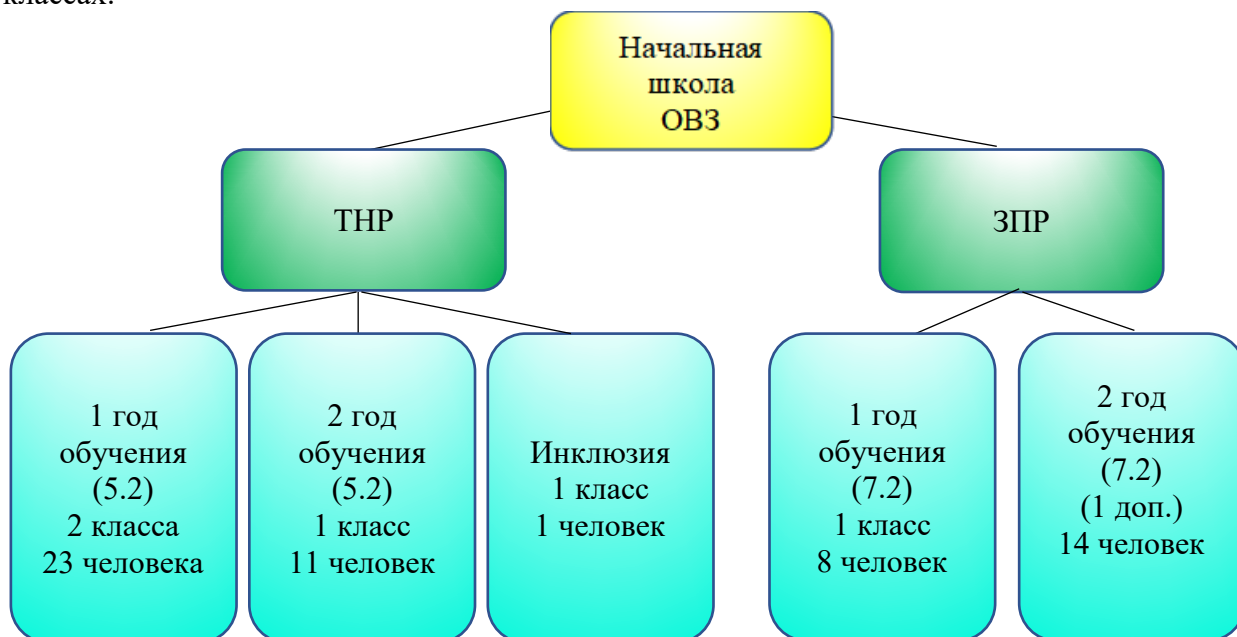 классах.
Начальная
школа
ОВЗ
ТНР
ЗПР
1 год
обучения
(5.2)
2 класса
23 человека
2 год
обучения
(5.2)
1 класс
11 человек
Инклюзия
1 класс
1 человек
1 год
обучения
(7.2)
1 класс
8 человек
2 год
обучения
(7.2)
(1 доп.)
14 человек